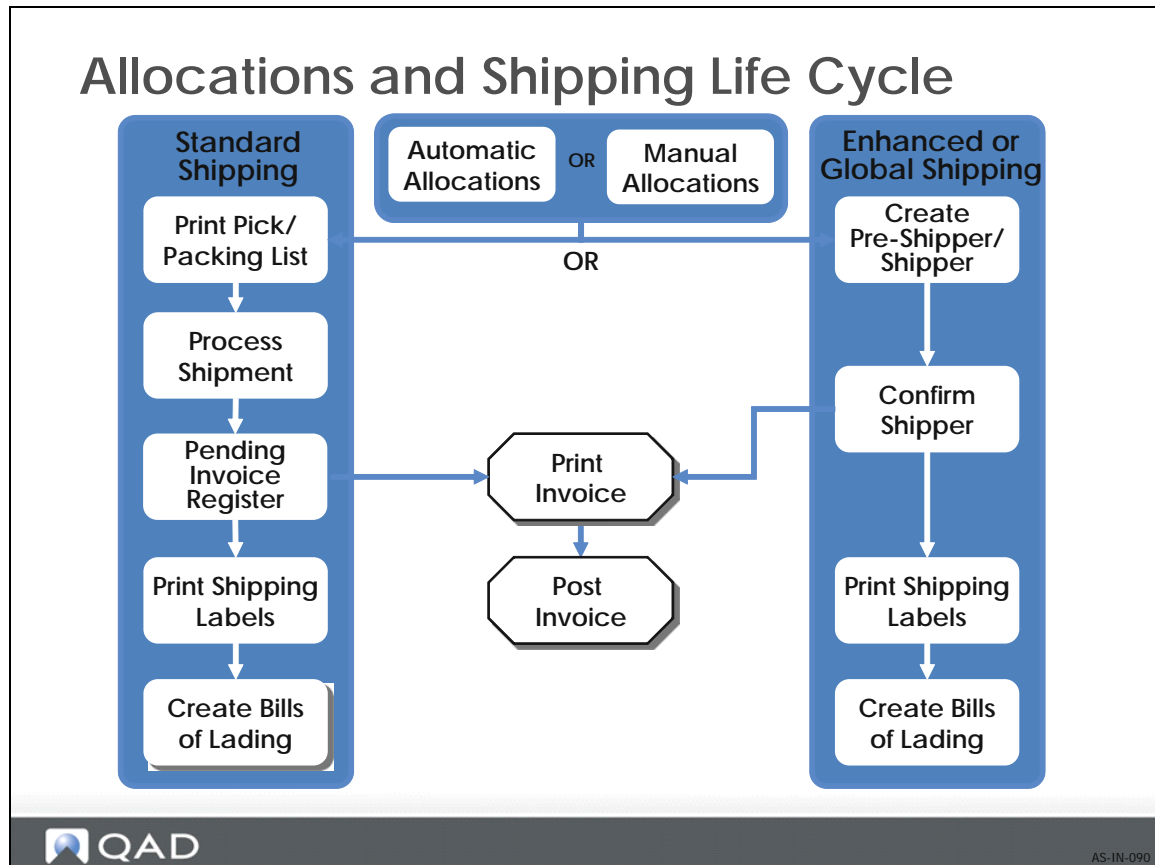 Allocations and Shipping Life Cycle
Standard
Shipping
Print Pick/
Packing List
Process
Shipment
Pending
Invoice
Register
Print Shipping
Labels
Create Bills
of Lading
Automatic
Allocations
OR
Manual
Allocations
OR
Print
Invoice
Post
Invoice
Enhanced or
Global Shipping
Create
Pre-Shipper/
Shipper
Confirm
Shipper
Print Shipping
Labels
Create Bills
of Lading
QAD
AS-IN-090